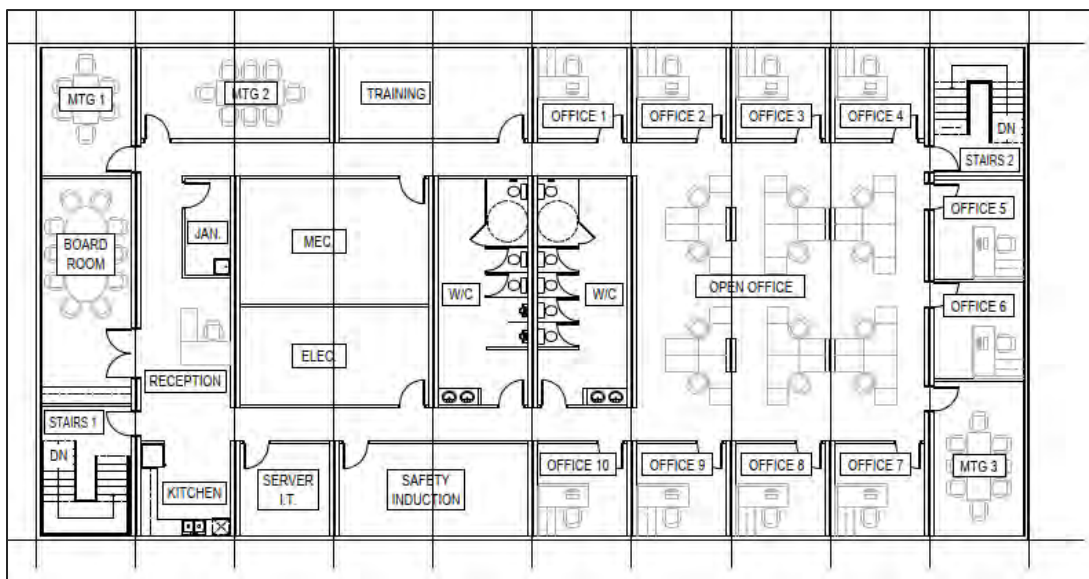 MTG 1
MTG 2
TRAINING
OFFICE 1
OFFICE 2
OFFICE 3
OFFICE 4
DN
STAIRS 2
OFFICE 5
JAN.
BOARD
ROOM
MEC.
W/C
W/C
OPEN OFFICE
OFFICE 6
ELEC.
RECEPTION
STAIRS 1
DN
KITCHEN
SERVER
I.T.
SAFETY
INDUCTION
OFFICE 10
OFFICE 9
OFFICE 8
OFFICE 7
MTG 3